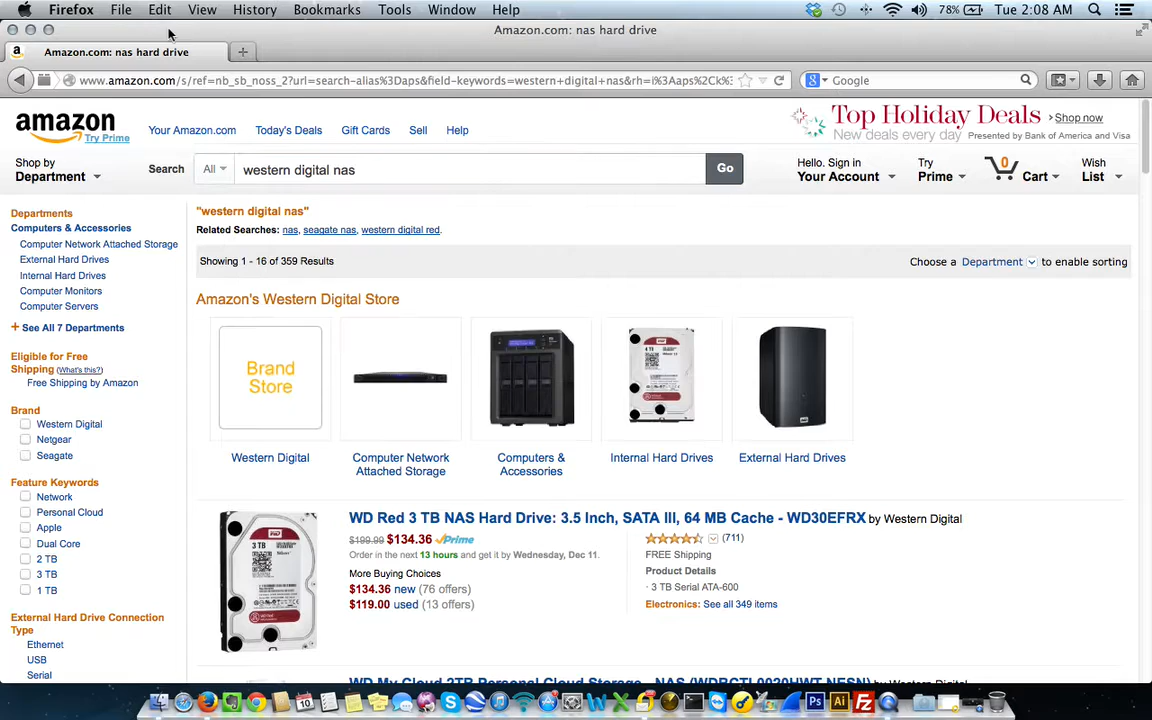 Firefox File Edit View History Bookmarks Tools Window Help 78% Tue 2:08 AM
Amazon.com: nas hard drive
a Amazon.com: nas hard drive +
www.amazon.com/s/ref=nb_sb_noss_2?url=search-alias%3Daps&field-keywords=western+digital+nas&rh=i%3Aaps%2Ck%3 Google
amazon Try Prime Your Amazon.com Today's Deals Gift Cards Sell Help
Top Holiday Deals > Shop now
New deals every day Presented by Bank of America and Visa
Shop by Department
Search All western digital nas Go
Hello. Sign in Your Account
Try Prime
0 Cart
Wish List
Departments
Computers & Accessories
Computer Network Attached Storage
External Hard Drives
Internal Hard Drives
Computer Monitors
Computer Servers
+ See All 7 Departments
Eligible for Free
Shipping (What's this?)
Free Shipping by Amazon
Brand
Western Digital
Netgear
Seagate
Feature Keywords
Network
Personal Cloud
Apple
Dual Core
2 TB
3 TB
1 TB
External Hard Drive Connection
Type
Ethernet
USB
Serial
"western digital nas"
Related Searches: nas, seagate nas, western digital red.
Showing 1 - 16 of 359 Results
Choose a Department to enable sorting
Amazon's Western Digital Store
Brand
Store
Western Digital
Computer Network
Attached Storage
Computers &
Accessories
Internal Hard Drives
External Hard Drives
WD Red 3 TB NAS Hard Drive: 3.5 Inch, SATA III, 64 MB Cache - WD30EFRX by Western Digital
$199.99 $134.36 Prime
Order in the next 13 hours and get it by Wednesday, Dec 11.
More Buying Choices
$134.36 new (76 offers)
$119.00 used (13 offers)
(711)
FREE Shipping
Product Details
· 3 TB Serial ATA-600
Electronics: See all 349 items
WD My Cloud 2TB Personal Cloud Storage - NAS (WDBCTL0020HWT-NESN) by Western Digital